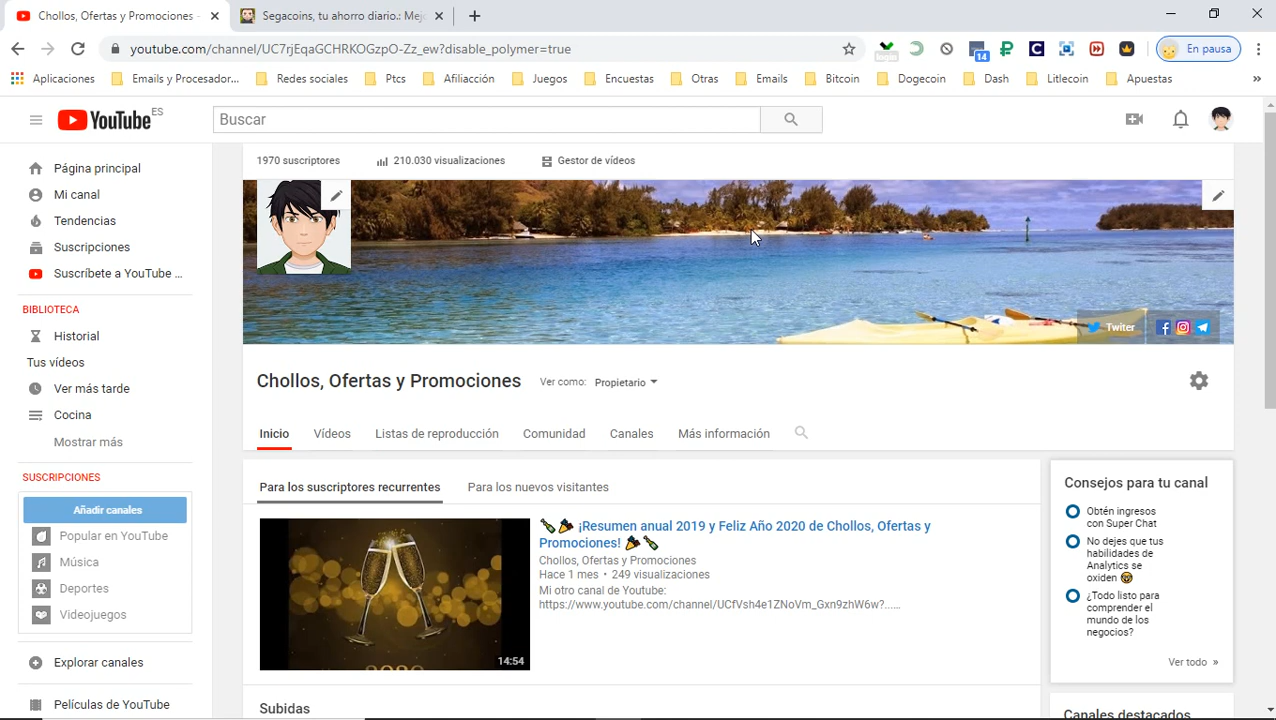 Chollos, Ofertas y Promociones -
Segacoins, tu ahorro diario.: Mejo
youtube.com/channel/UC7rjEqaGCHRKOGzpO-Zz_ew?disable_polymer=true
14
En pausa
Aplicaciones
Emails y Procesador...
Redes sociales
Ptcs
Afiliacción
Juegos
Encuestas
Otras
Emails
Bitcoin
Dogecoin
Dash
Litlecoin
Apuestas
»
YouTube ES
Buscar
1970 suscriptores
210.030 visualizaciones
Gestor de vídeos
Página principal
Mi canal
Tendencias
Suscripciones
Suscríbete a YouTube ...
BIBLIOTECA
Historial
Tus vídeos
Ver más tarde
Cocina
Mostrar más
SUSCRIPCIONES
Añadir canales
Popular en YouTube
Música
Deportes
Videojuegos
Explorar canales
Películas de YouTube
Twiter
Chollos, Ofertas y Promociones
Ver como: Propietario
Inicio
Vídeos
Listas de reproducción
Comunidad
Canales
Más información
Para los suscriptores recurrentes
Para los nuevos visitantes
2020
14:54
🍾🎉 ¡Resumen anual 2019 y Feliz Año 2020 de Chollos, Ofertas y
Promociones! 🎉🍾
Chollos, Ofertas y Promociones
Hace 1 mes • 249 visualizaciones
Mi otro canal de Youtube:
https://www.youtube.com/channel/UCfVsh4e1ZNoVm_Gxn9zhW6w?......
Subidas
Consejos para tu canal
Obtén ingresos
con Super Chat
No dejes que tus
habilidades de
Analytics se
oxiden 🤓
¿Todo listo para
comprender el
mundo de los
negocios?
Ver todo »
Canales destacados